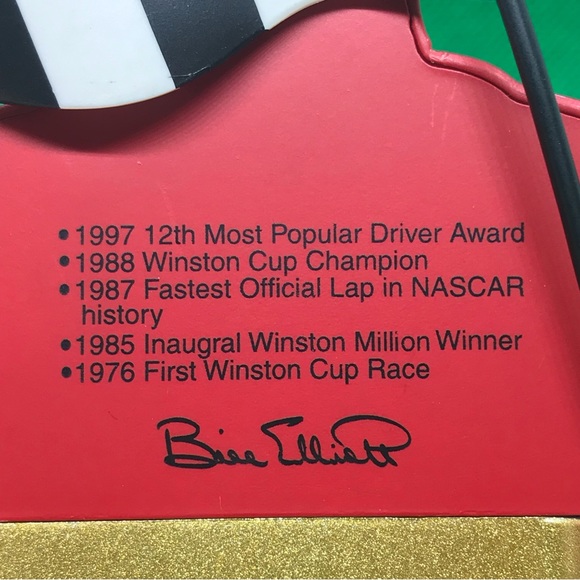 •1997 12th Most Popular Driver Award
•1988 Winston Cup Champion
•1987 Fastest Official Lap in NASCAR
history
•1985 Inaugral Winston Million Winner
•1976 First Winston Cup Race
Bill Elliott